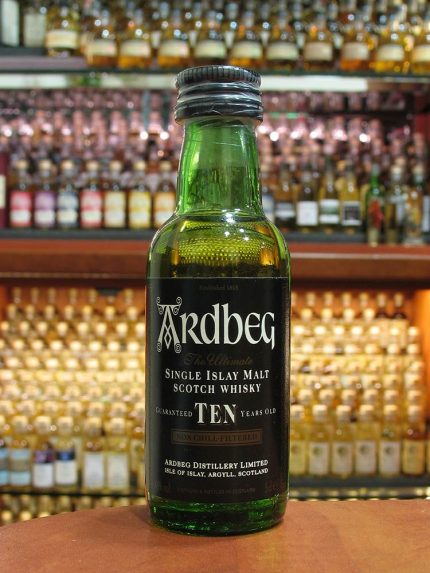 Established 1815
ARDBEG
The Ultimate
SINGLE ISLAY MALT
SCOTCH WHISKY
GUARANTEED TEN YEARS OLD
NON CHILL-FILTERED
ARDBEG DISTILLERY LIMITED
ISLE OF ISLAY, ARGYLL, SCOTLAND